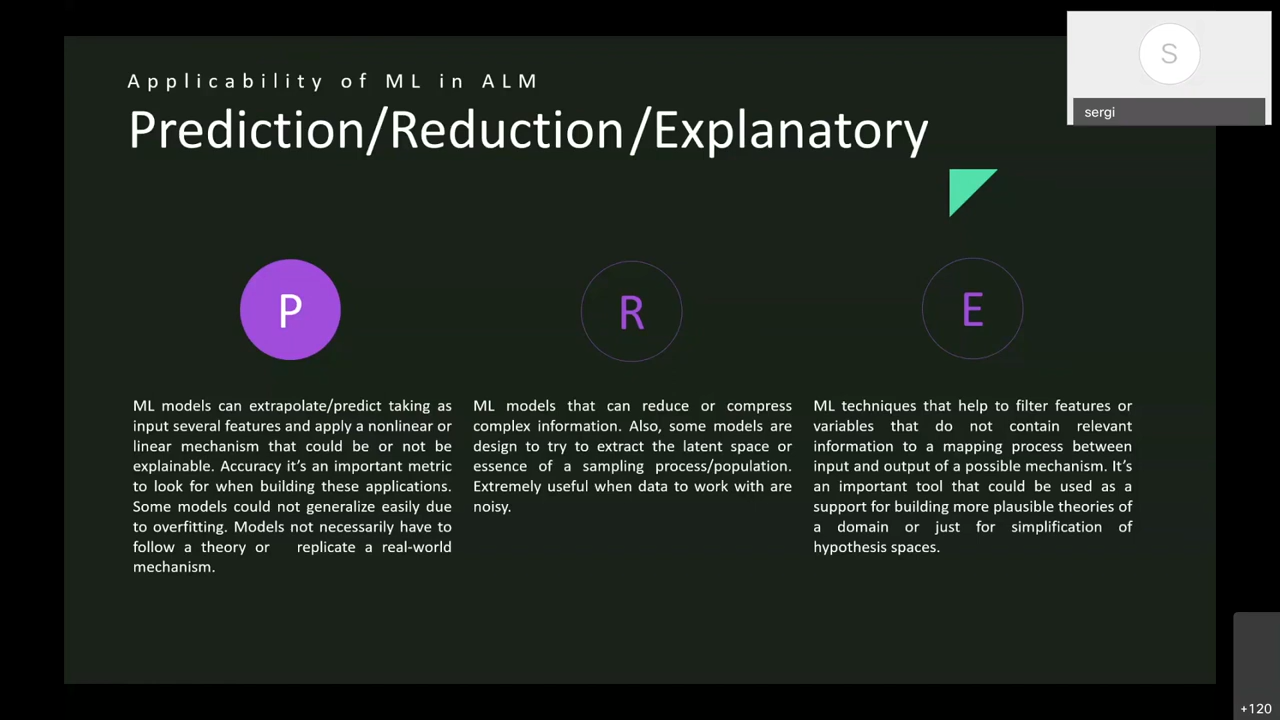 Applicability of ML in ALM
Prediction/Reduction/Explanatory
S
sergi
P
ML models can extrapolate/predict taking as
input several features and apply a nonlinear or
linear mechanism that could be or not be
explainable. Accuracy it's an important metric
to look for when building these applications.
Some models could not generalize easily due
to overfitting. Models not necessarily have to
follow a theory or replicate a real-world
mechanism.
R
ML models that can reduce or compress
complex information. Also, some models are
design to try to extract the latent space or
essence of a sampling process/population.
Extremely useful when data to work with are
noisy.
E
ML techniques that help to filter features or
variables that do not contain relevant
information to a mapping process between
input and output of a possible mechanism. It's
an important tool that could be used as a
support for building more plausible theories of
a domain or just for simplification of
hypothesis spaces.
+120